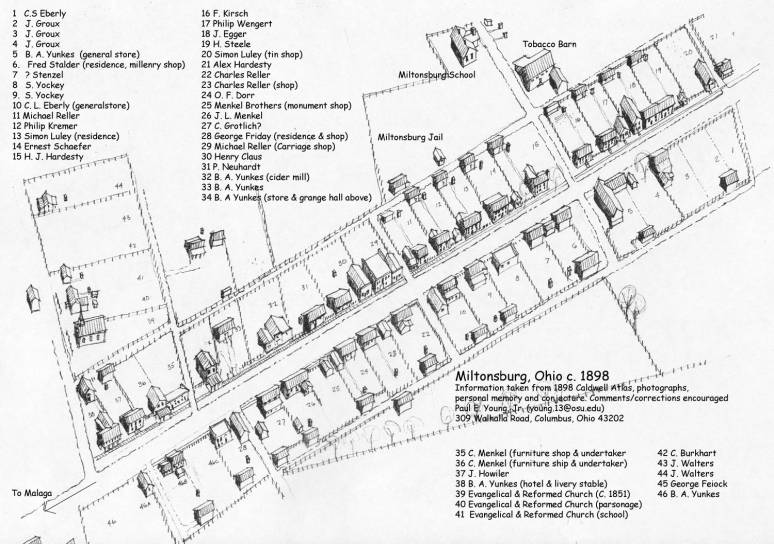 1 C.S Eberly
2 J. Groux
3 J. Groux
4 J. Groux
5 B. A. Yunkes (general store)
6. Fred Stalder (residence, millenry shop)
7 ? Stenzel
8 S. Yockey
9. S. Yockey
10 C. L. Eberly (generalstore)
11 Michael Reller
12 Philip Kremer
13 Simon Luley (residence)
14 Ernest Schaefer
15 H. J. Hardesty
16 F. Kirsch
17 Philip Wengert
18 J. Egger
19 H. Steele
20 Simon Luley (tin shop)
21 Alex Hardesty
22 Charles Reller
23 Charles Reller (shop)
24 O. F. Dorr
25 Menkel Brothers (monument shop)
26 J. L. Menkel
27 C. Grotlich?
28 George Friday (residence & shop)
29 Michael Reller (Carriage shop)
30 Henry Claus
31 P. Neuhardt
32 B. A. Yunkes (cider mill)
33 B. A. Yunkes
34 B. A Yunkes (store & grange hall above)
Tobacco Barn
Miltonsburg School
Miltonsburg Jail
Miltonsburg, Ohio c. 1898
Information taken from 1898 Caldwell Atlas, photographs,
personal memory and conjecture. Comments/corrections encouraged
Paul E. Young, Jr. (young.13@osu.edu)
309 Walhalla Road, Columbus, Ohio 43202
35 C. Menkel (furniture shop & undertaker
36 C. Menkel (furniture ship & undertaker)
37 J. Howiler
38 B. A. Yunkes (hotel & livery stable)
39 Evangelical & Reformed Church (C. 1851)
40 Evangelical & Reformed Church (parsonage)
41 Evangelical & Reformed Church (school)
42 C. Burkhart
43 J. Walters
44 J. Walters
45 George Feiock
46 B. A. Yunkes
To Malaga
44
43
42
41
40
39
38
37
36
35
32
31
30
29
11
12
13
14
15
16
17
18
19
20
21
1
2
3
4
5
6
7
8
9
10
22
23
24
25
26
27
28
46a